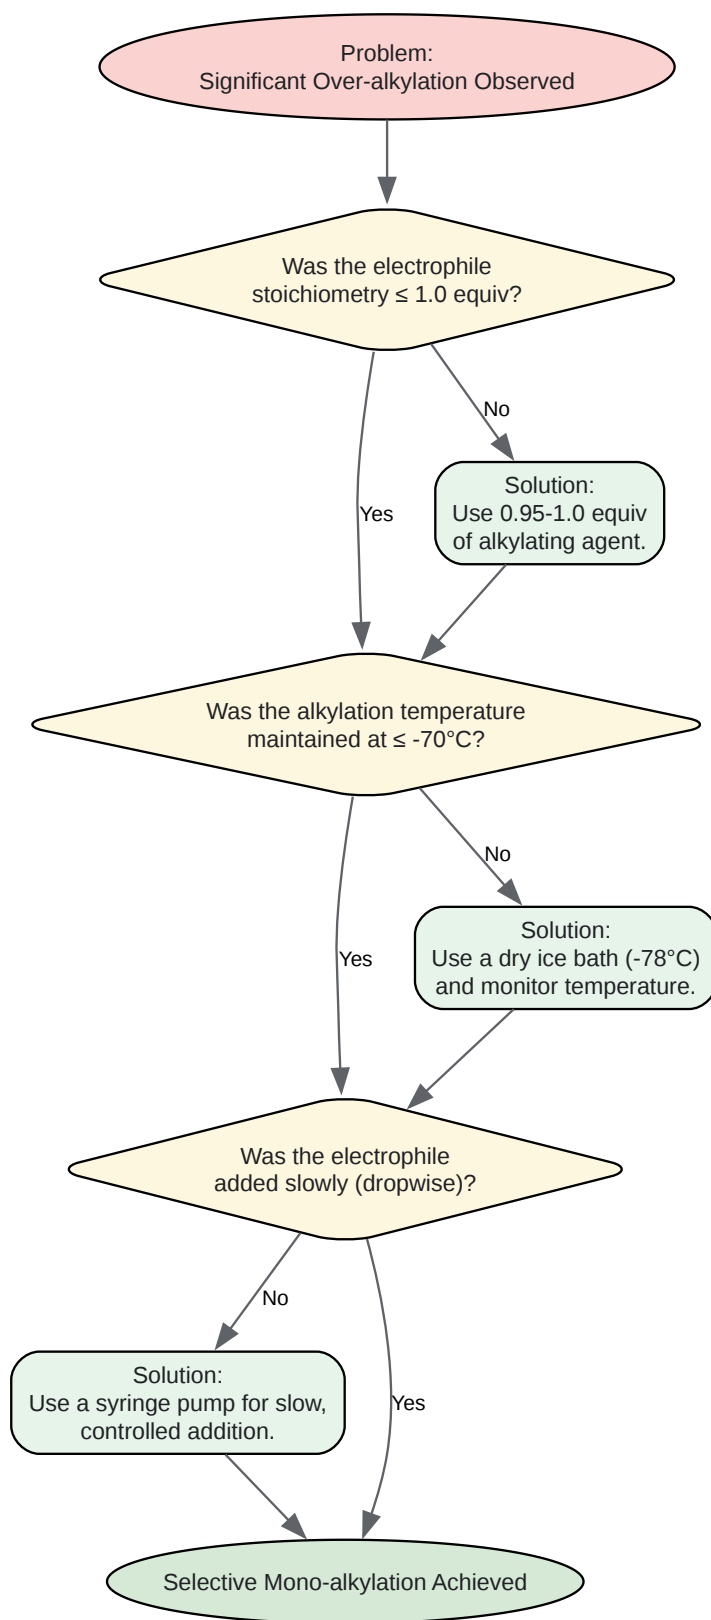 Problem:
Significant Over-alkylation Observed
Was the electrophile
stoichiometry ≤ 1.0 equiv?
No
Yes
Solution:
Use 0.95-1.0 equiv
of alkylating agent.
Was the alkylation temperature
maintained at ≤ -70°C?
No
Yes
Solution:
Use a dry ice bath (-78°C)
and monitor temperature.
Was the electrophile
added slowly (dropwise)?
No
Yes
Solution:
Use a syringe pump for slow,
controlled addition.
Selective Mono-alkylation Achieved